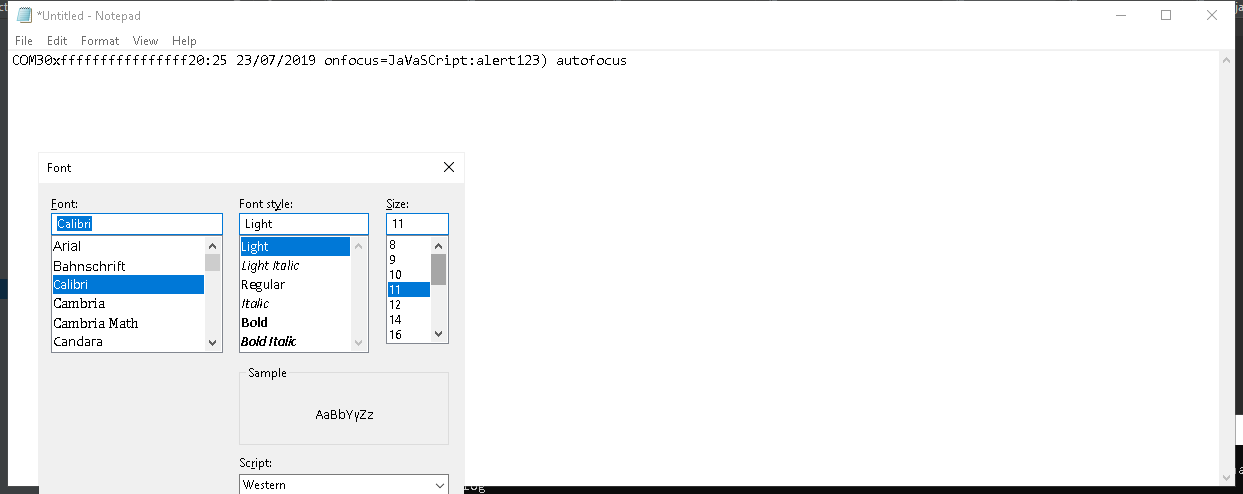 *Untitled - Notepad
File Edit Format View Help
COM30xffffffffffffffff20:25 23/07/2019 onfocus=JaVaSCript:alert123) autofocus
Font
Font: Font style: Size:
Calibri Light 11
Arial
Bahnschrift
Calibri
Cambria
Cambria Math
Candara
Light
Light Italic
Regular
Italic
Bold
Bold Italic
8
9
10
11
12
14
16
Sample
AaBbYyZz
Script:
Western